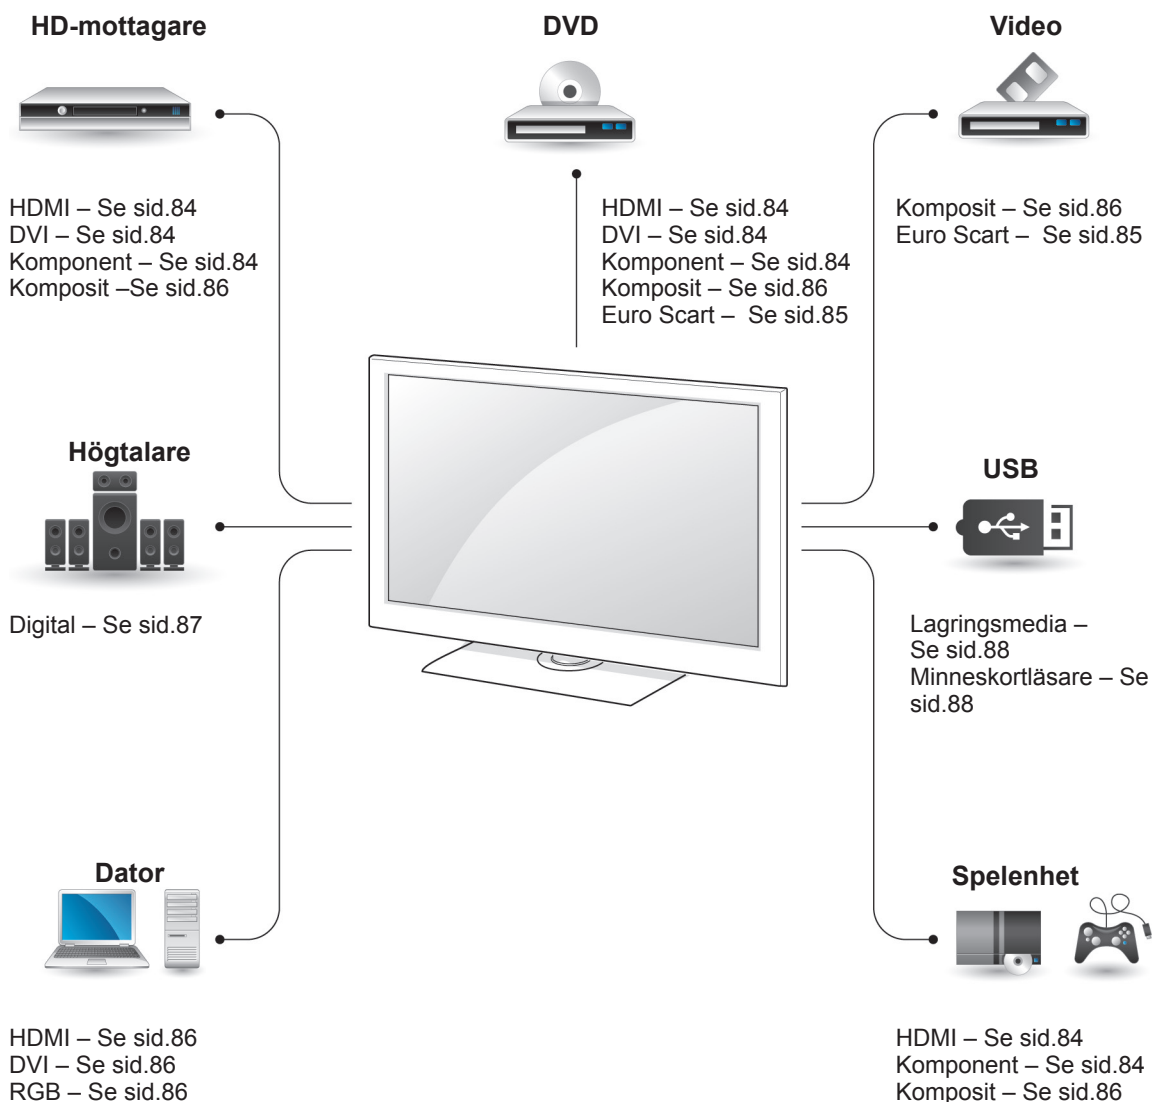 HD-mottagare
HDMI – Se sid.84
DVI – Se sid.84
Komponent – Se sid.84
Komposit –Se sid.86
DVD
HDMI – Se sid.84
DVI – Se sid.84
Komponent – Se sid.84
Komposit – Se sid.86
Euro Scart –  Se sid.85
Video
Komposit – Se sid.86
Euro Scart –  Se sid.85
Högtalare
Digital – Se sid.87
USB
Lagringsmedia –
Se sid.88
Minneskortläsare – Se
sid.88
Dator
HDMI – Se sid.86
DVI – Se sid.86
RGB – Se sid.86
Spelenhet
HDMI – Se sid.84
Komponent – Se sid.84
Komposit – Se sid.86